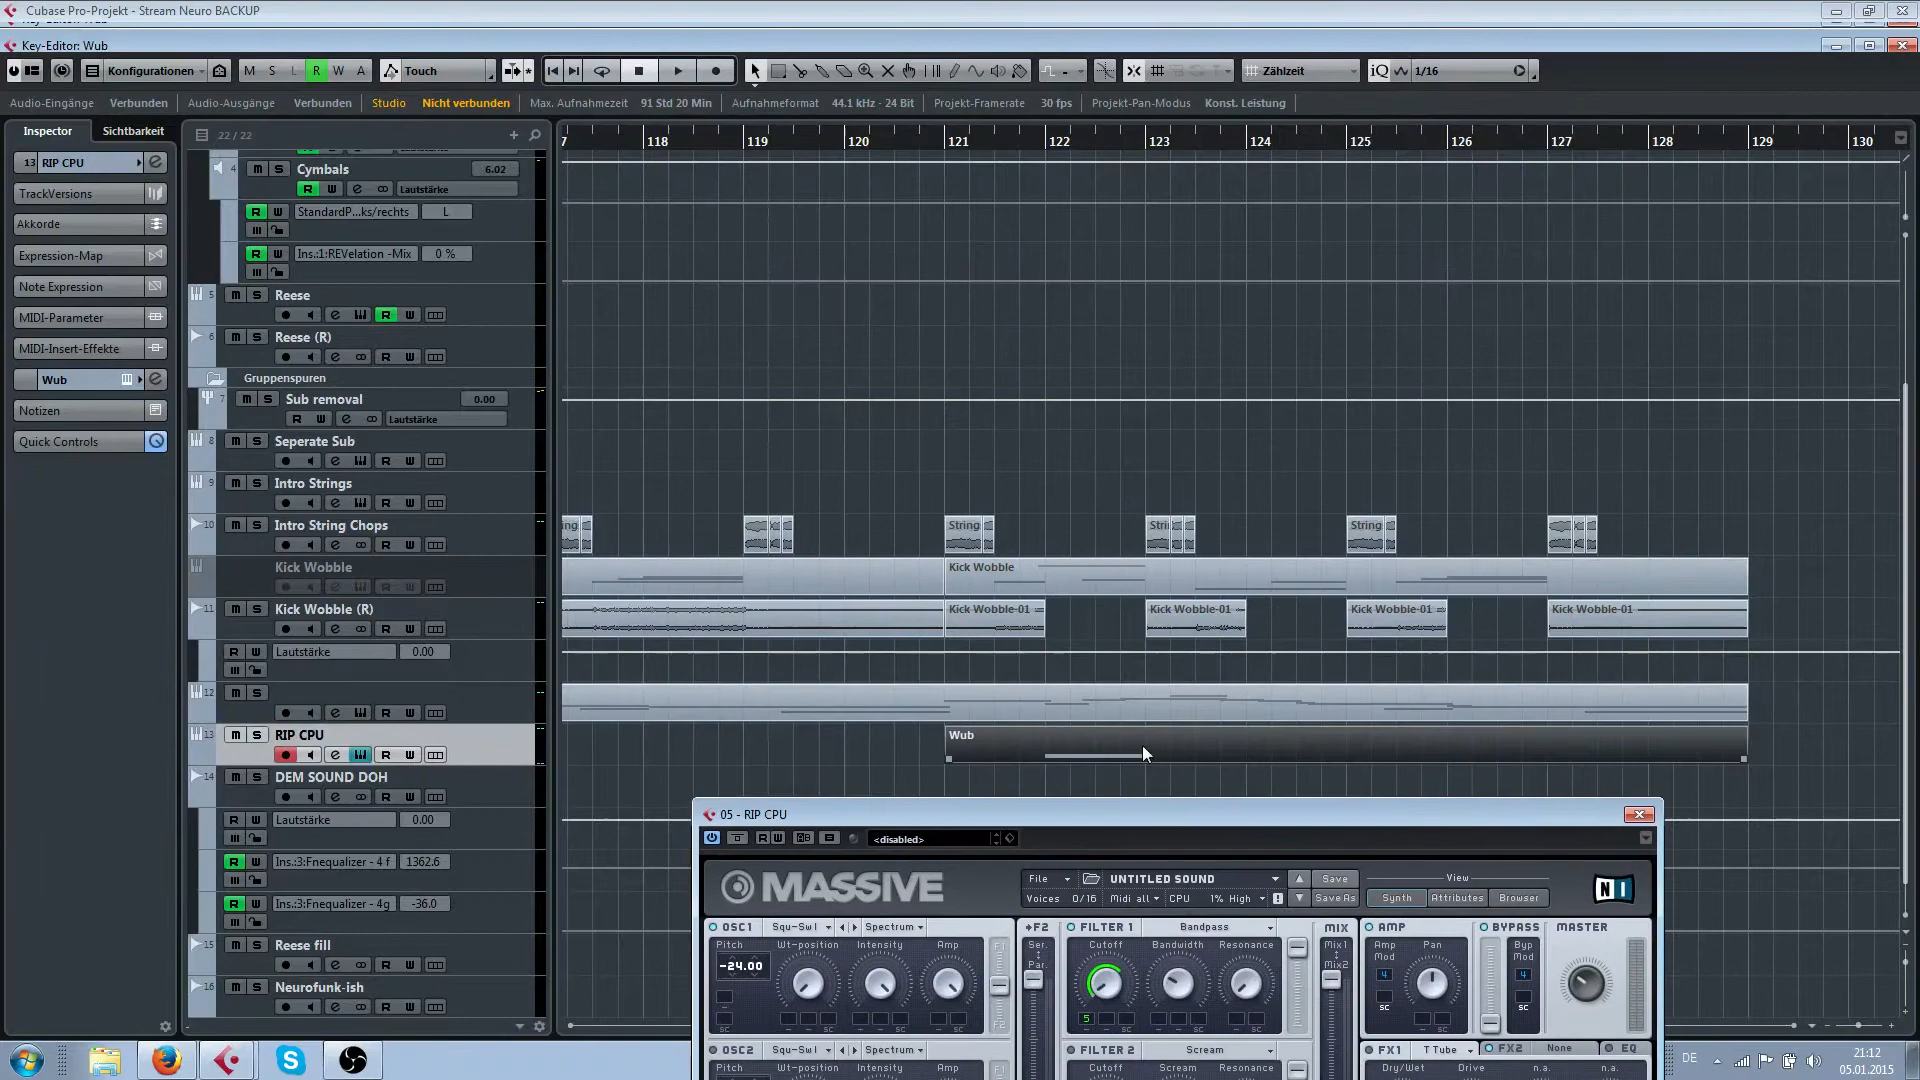 Cubase Pro-Projekt - Stream Neuro BACKUP
Key-Editor: Wub
Konfigurationen M S L R W A Touch Zählzeit iQ 1/16
Audio-Eingänge Verbunden Audio-Ausgänge Verbunden Studio Nicht verbunden Max. Aufnahmezeit 91 Std 20 Min Aufnahmeformat 44.1 kHz - 24 Bit Projekt-Framerate 30 fps Projekt-Pan-Modus Konst. Leistung
Inspector Sichtbarkeit 22 / 22
7 118 119 120 121 122 123 124 125 126 127 128 129 130
13 RIP CPU
TrackVersions
Akkorde
Expression-Map
Note Expression
MIDI-Parameter
MIDI-Insert-Effekte
Wub
Notizen
Quick Controls
4 M S Cymbals 6.02
R W Lautstärke
R W StandardP...ks/rechts L
R W Ins.:1:REVelation -Mix 0 %
5 M S Reese
R W
6 M S Reese (R)
R W
Gruppenspuren
7 M S Sub removal 0.00
R W Lautstärke
8 M S Seperate Sub
R W
9 M S Intro Strings
R W
10 M S Intro String Chops ing String Strin String
R W
Kick Wobble Kick Wobble
R W
11 M S Kick Wobble (R) Kick Wobble-01 Kick Wobble-01 Kick Wobble-01 Kick Wobble-01
R W
R W Lautstärke 0.00
12 M S
R W
13 M S RIP CPU Wub
R W
14 M S DEM SOUND DOH
R W
R W Lautstärke 0.00
R W Ins.:3:Fnequalizer - 4 f 1362.6
R W Ins.:3:Fnequalizer - 4g -36.0
15 M S Reese fill
R W
16 M S Neurofunk-ish
R W
05 - RIP CPU
R W <disabled>
MASSIVE
File UNTITLED SOUND Save View
Voices 0/16 Midi all CPU 1% High Save As Synth Attributes Browser
NI
OSC1 Squ-Sw1 Spectrum +F2 FILTER 1 Bandpass MIX AMP BYPASS MASTER
Pitch Wt-position Intensity Amp F1 Ser. Par. Cutoff Bandwidth Resonance Mix1 Mix2 Amp Mod Pan Byp Mod
-24.00
4 4
SC SC
5
SC F2 SC
OSC2 Squ-Sw1 Spectrum FILTER 2 Scream FX1 T Tube FX2 None EQ
Pitch Wt-position Intensity Amp F1 Cutoff Scream Resonance Dry/Wet Drive n.a. n.a.
DE 21:12
05.01.2015